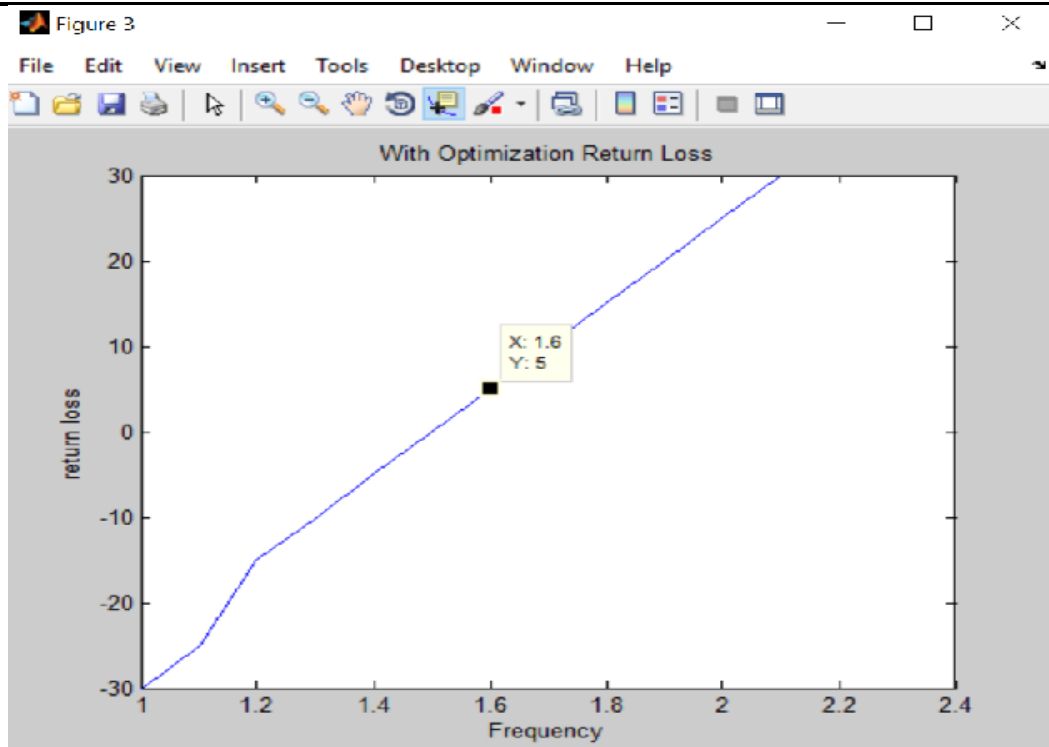 Figure 3
File Edit View Insert Tools Desktop Window Help
With Optimization Return Loss
30
20
10
0
-10
-20
-30
return loss
X: 1.6
Y: 5
1 1.2 1.4 1.6 1.8 2 2.2 2.4
Frequency